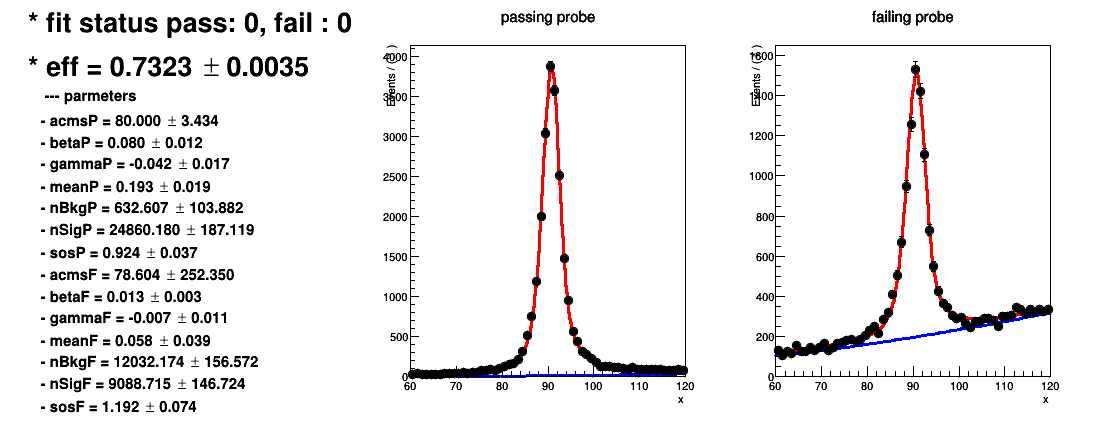 * fit status pass: 0, fail : 0
* eff = 0.7323 ± 0.0035
--- parmeters
- acmsP = 80.000 ± 3.434
- betaP = 0.080 ± 0.012
- gammaP = -0.042 ± 0.017
- meanP = 0.193 ± 0.019
- nBkgP = 632.607 ± 103.882
- nSigP = 24860.180 ± 187.119
- sosP = 0.924 ± 0.037
- acmsF = 78.604 ± 252.350
- betaF = 0.013 ± 0.003
- gammaF = -0.007 ± 0.011
- meanF = 0.058 ± 0.039
- nBkgF = 12032.174 ± 156.572
- nSigF = 9088.715 ± 146.724
- sosF = 1.192 ± 0.074
passing probe
Events / (
4000
3500
3000
2500
2000
1500
1000
500
0
60 70 80 90 100 110 120
x
failing probe
Events / (
1600
1400
1200
1000
800
600
400
200
0
60 70 80 90 100 110 120
x